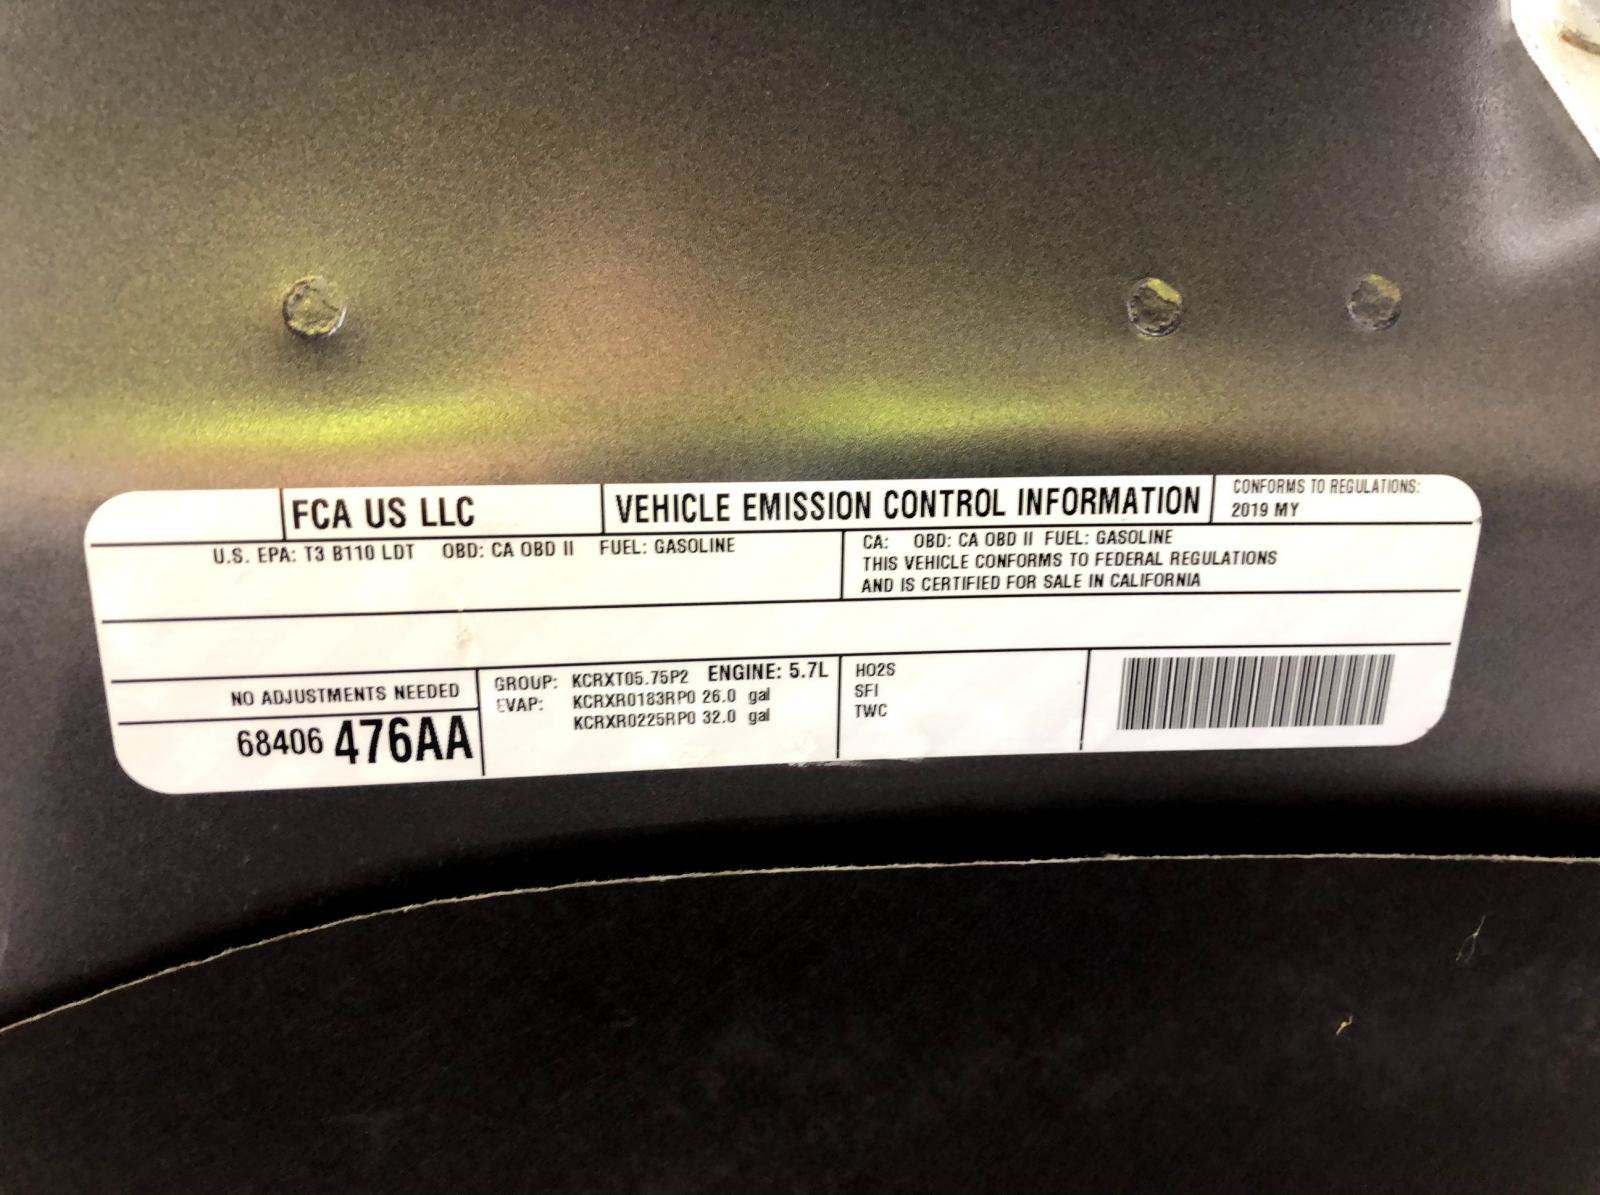 FCA US LLC
VEHICLE EMISSION CONTROL INFORMATION
CONFORMS TO REGULATIONS:
2019 MY
U.S. EPA: T3 B110 LDT OBD: CA OBD II FUEL: GASOLINE
CA: OBD: CA OBD II FUEL: GASOLINE
THIS VEHICLE CONFORMS TO FEDERAL REGULATIONS
AND IS CERTIFIED FOR SALE IN CALIFORNIA
NO ADJUSTMENTS NEEDED
68406 476AA
GROUP: KCRXT05.75P2 ENGINE: 5.7L
EVAP: KCRXR0183RP0 26.0 gal
KCRXR0225RP0 32.0 gal
HO2S
SFI
TWC